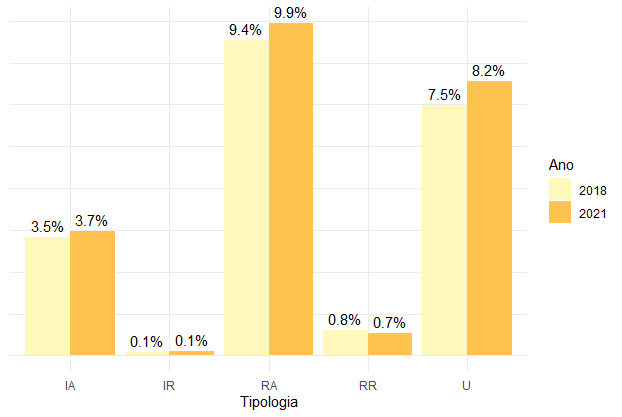 9.9%
9.4%
8.2%
7.5%
3.7%
3.5%
0.8%
0.7%
0.1%
0.1%
IA
IR
RA
RR
U
Tipologia
Ano
2018
2021